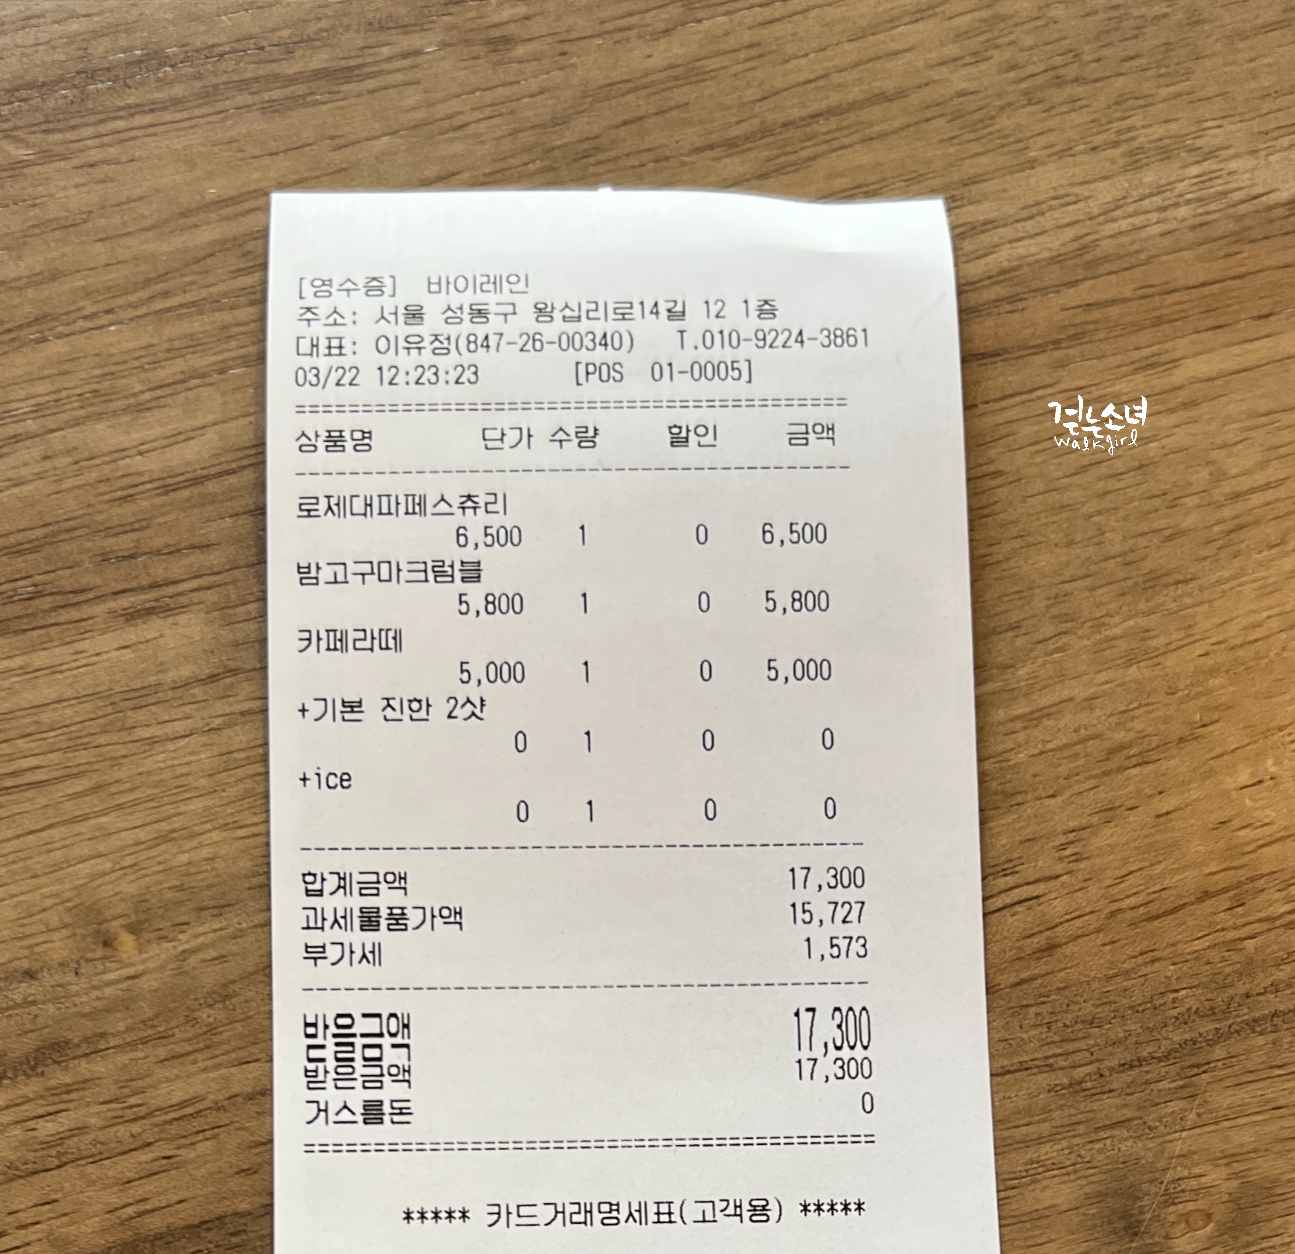 [영수증] 바이레인
주소: 서울 성동구 왕십리로14길 12 1층
대표: 이유정(847-26-00340) T.010-9224-3861
03/22 12:23:23 [POS 01-0005]
========================================
상품명 단가 수량 할인 금액
----------------------------------------
로제대파페스츄리
6,500 1 0 6,500
밤고구마크럼블
5,800 1 0 5,800
카페라떼
5,000 1 0 5,000
+기본 진한 2샷
0 1 0 0
+ice
0 1 0 0
----------------------------------------
합계금액 17,300
과세물품가액 15,727
부가세 1,573
----------------------------------------
받을금액 17,300
받은금액 17,300
거스름돈 0
========================================
***** 카드거래명세표(고객용) *****
걷는소녀
walkgirl